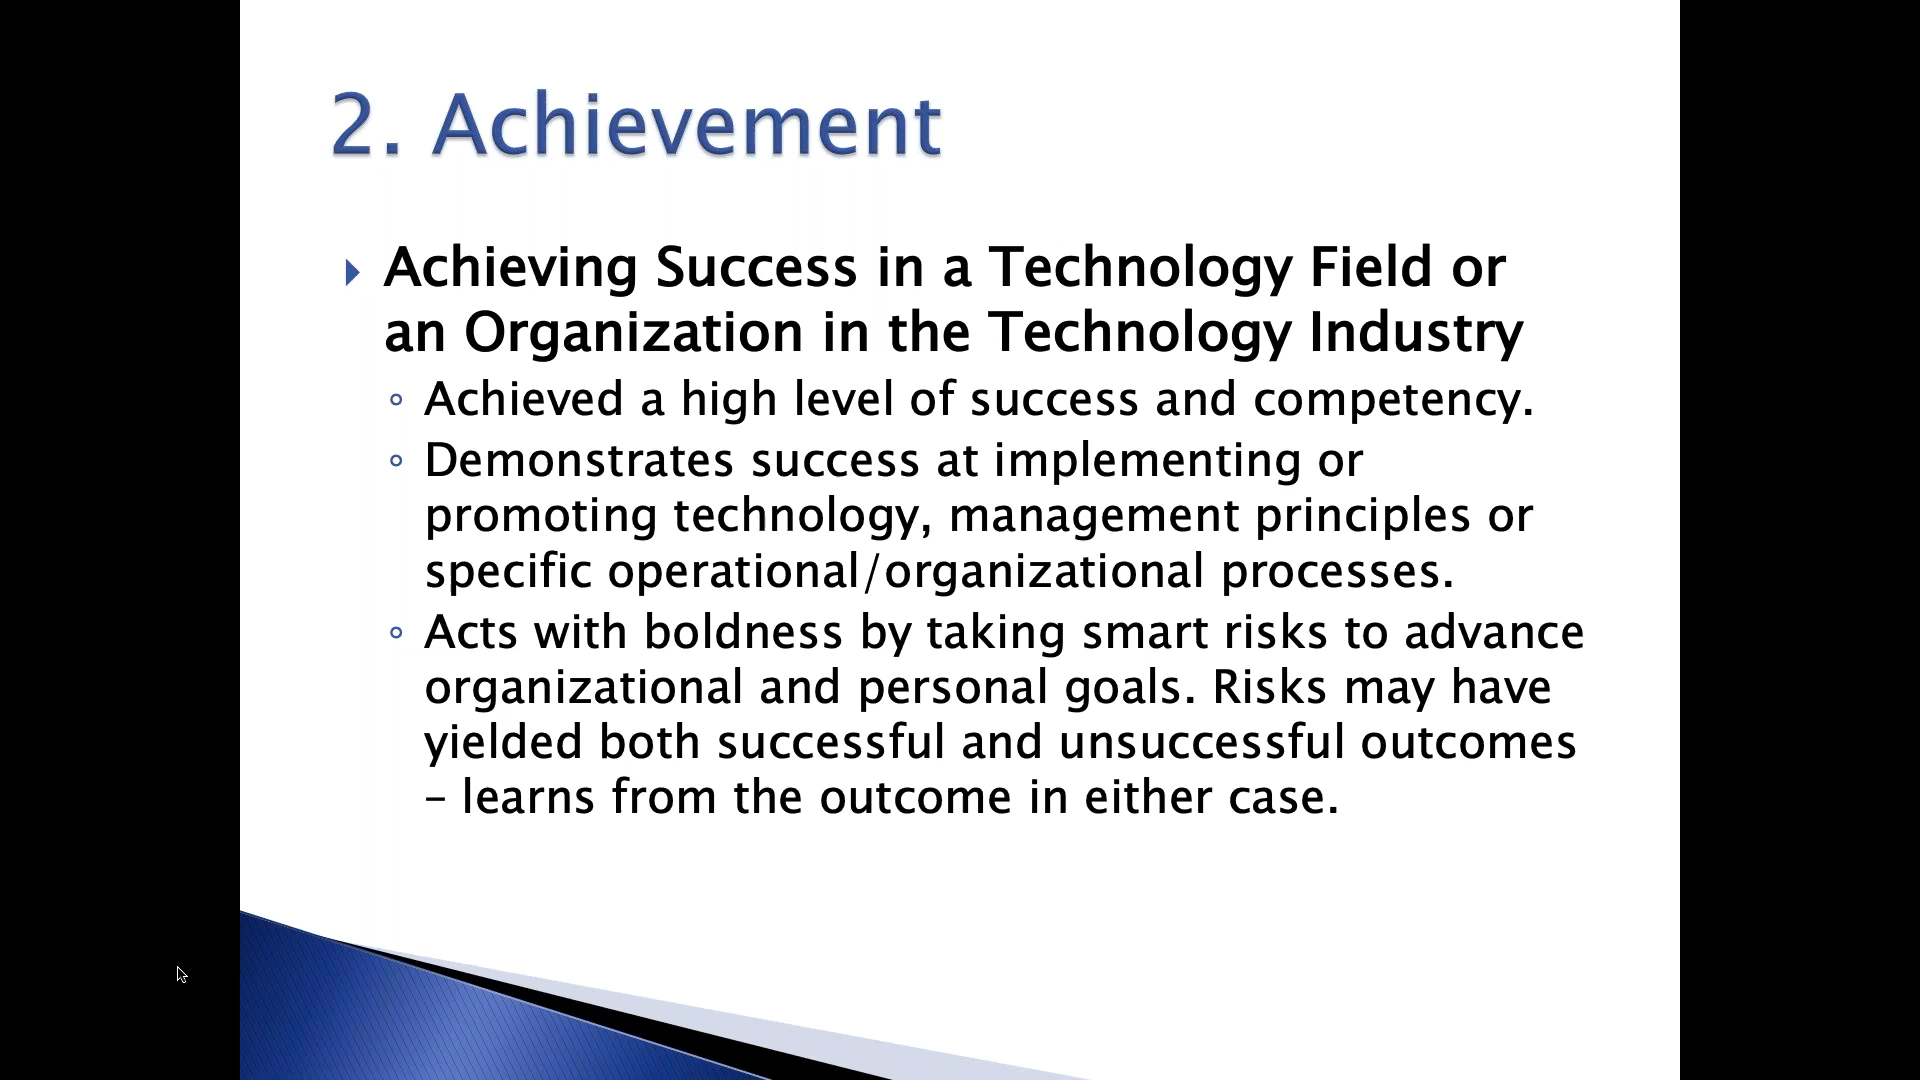 2. Achievement
Achieving Success in a Technology Field or
an Organization in the Technology Industry
Achieved a high level of success and competency.
Demonstrates success at implementing or
promoting technology, management principles or
specific operational/organizational processes.
Acts with boldness by taking smart risks to advance
organizational and personal goals. Risks may have
yielded both successful and unsuccessful outcomes
– learns from the outcome in either case.